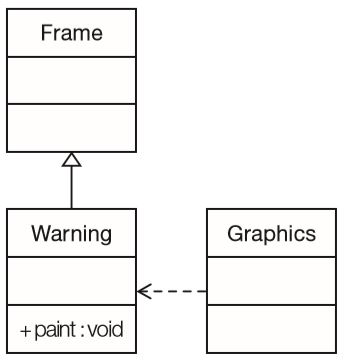 Frame
Warning
Graphics
+ paint : void